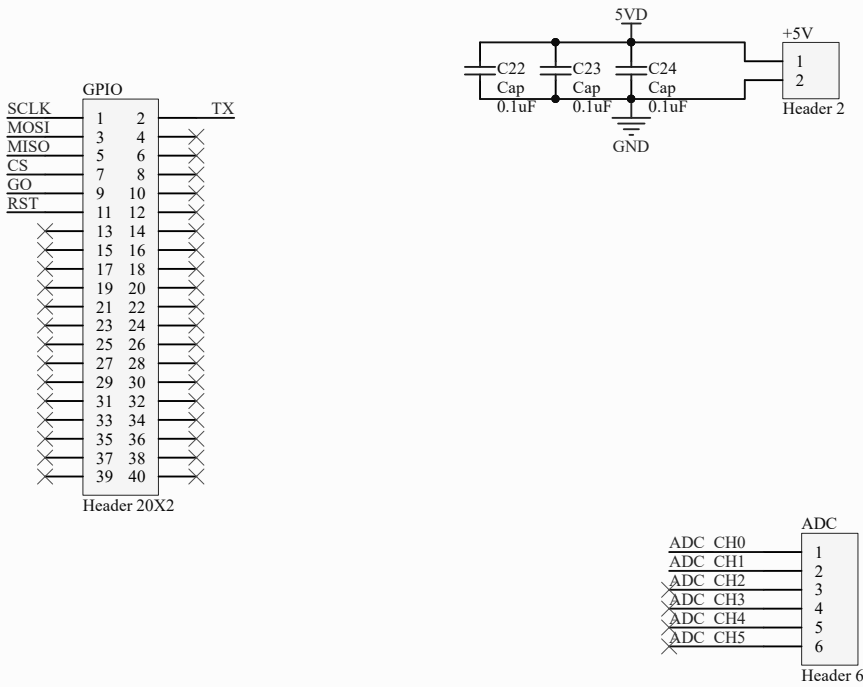 5VD
+5V
C22 C23 C24 1
Cap Cap Cap 2
0.1uF 0.1uF 0.1uF Header 2
GND
GPIO
SCLK 1 2 TX
MOSI 3 4
MISO 5 6
CS 7 8
GO 9 10
RST 11 12
13 14
15 16
17 18
19 20
21 22
23 24
25 26
27 28
29 30
31 32
33 34
35 36
37 38
39 40
Header 20X2
ADC
ADC CH0 1
ADC CH1 2
ADC CH2 3
ADC CH3 4
ADC CH4 5
ADC CH5 6
Header 6